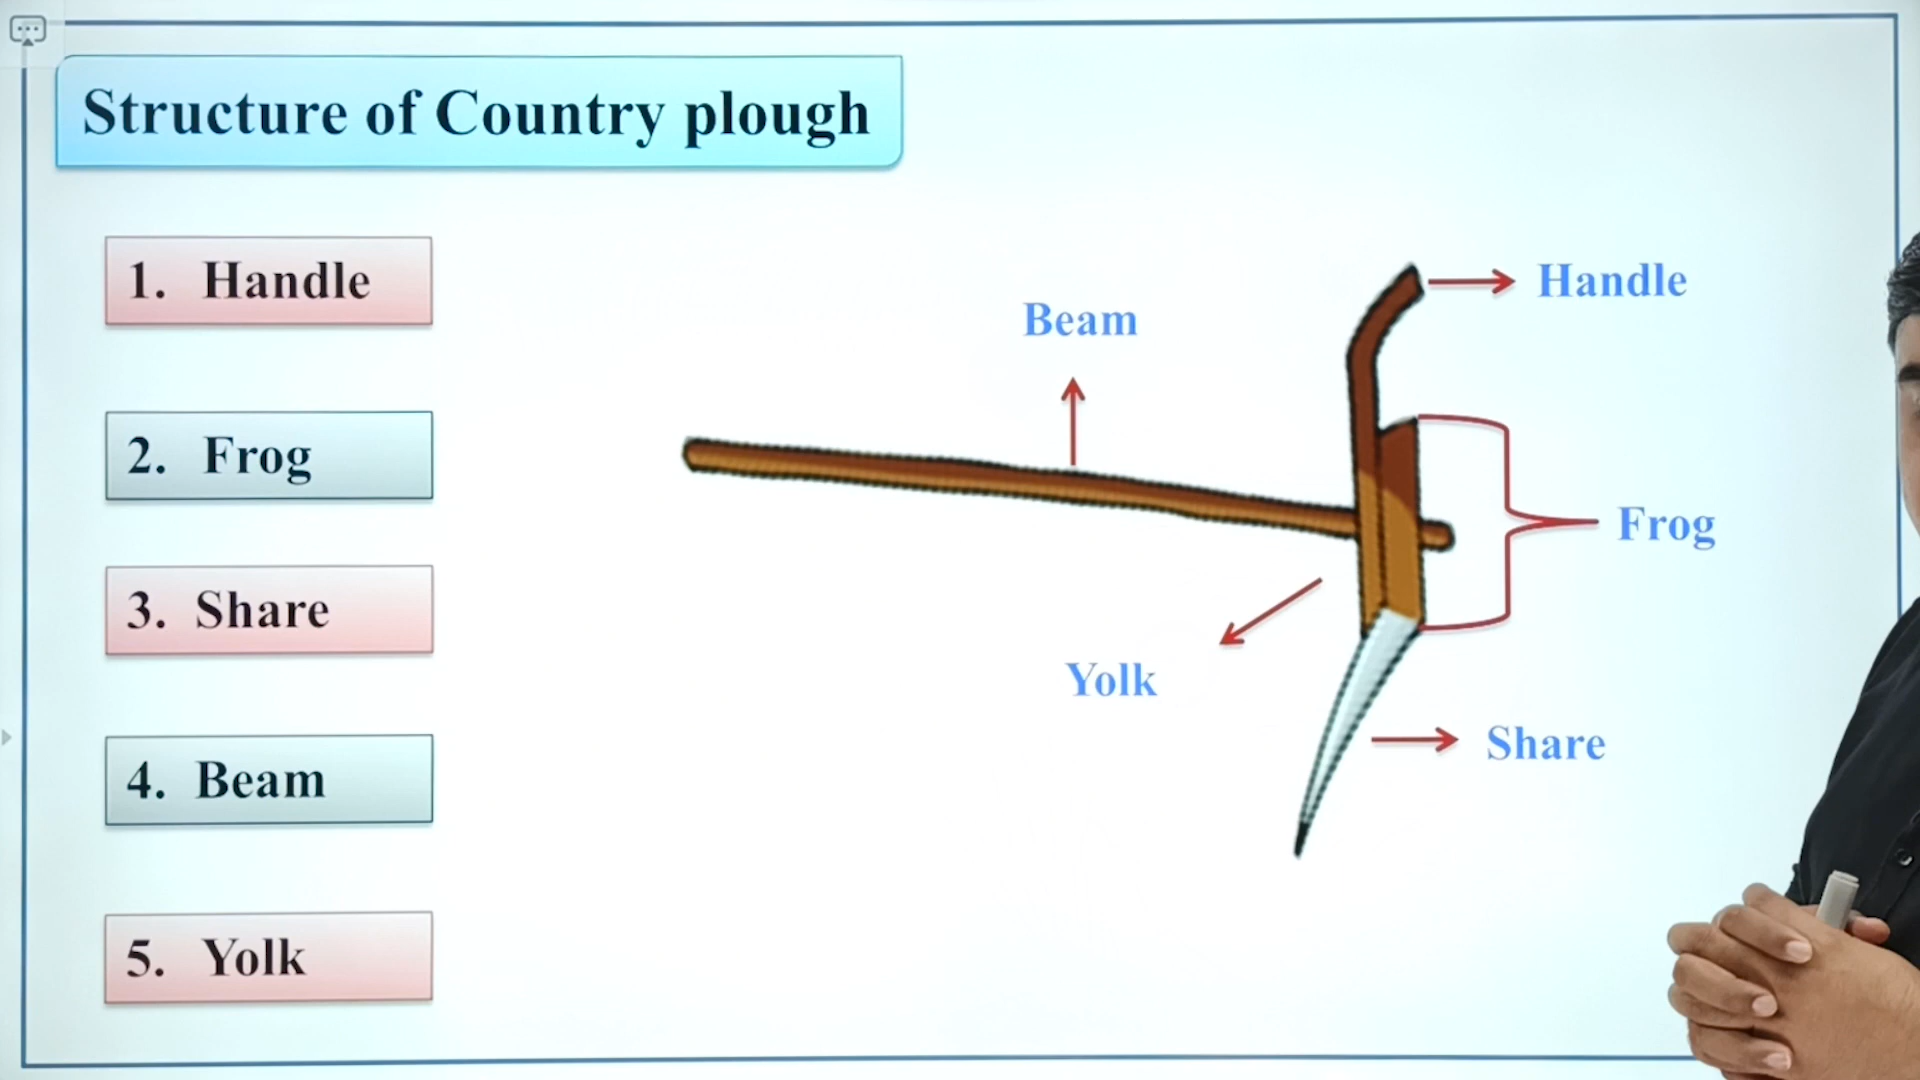 Structure of Country plough
1. Handle
2. Frog
3. Share
4. Beam
5. Yolk
Beam
Handle
Frog
Yolk
Share